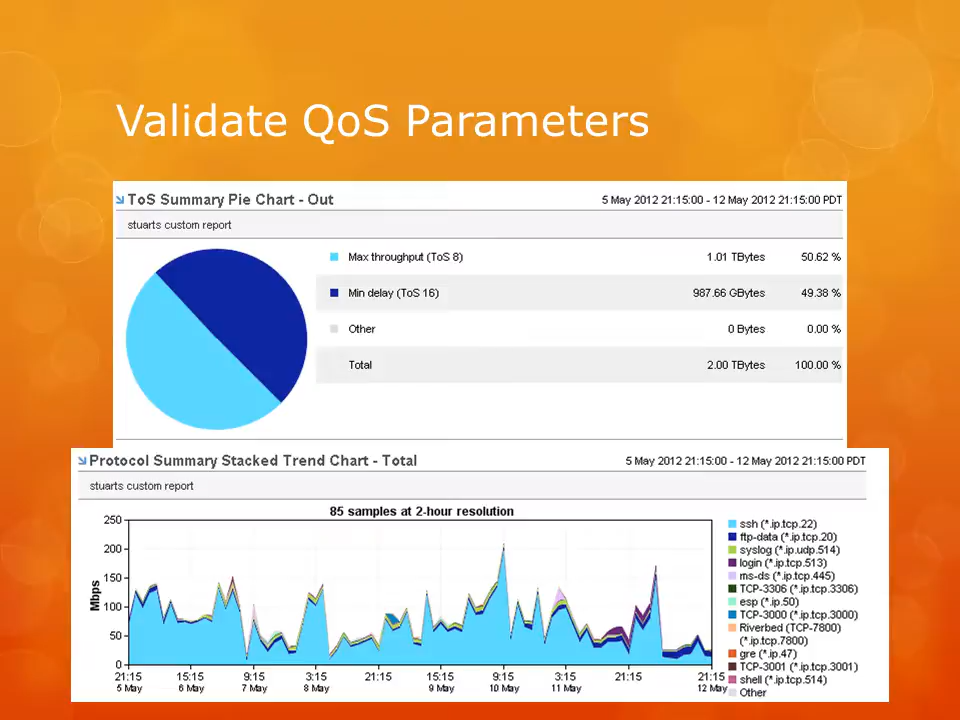 Validate QoS Parameters
ToS Summary Pie Chart - Out 5 May 2012 21:15:00 - 12 May 2012 21:15:00 PDT
stuarts custom report
Max throughput (ToS 8) 1.01 TBytes 50.62 %
Min delay (ToS 16) 987.66 GBytes 49.38 %
Other 0 Bytes 0.00 %
Total 2.00 TBytes 100.00 %
Protocol Summary Stacked Trend Chart - Total 5 May 2012 21:15:00 - 12 May 2012 21:15:00 PDT
stuarts custom report
85 samples at 2-hour resolution
Mbps
250
200
150
100
50
0
21:15 15:15 9:15 3:15 21:15 15:15 9:15 3:15 21:15 21:15
5 May 6 May 7 May 8 May 9 May 10 May 11 May 12 May
ssh (*.ip.tcp.22)
ftp-data (*.ip.tcp.20)
syslog (*.ip.udp.514)
login (*.ip.tcp.513)
ms-ds (*.ip.tcp.445)
TCP-3306 (*.ip.tcp.3306)
esp (*.ip.50)
TCP-3000 (*.ip.tcp.3000)
Riverbed (TCP-7800)
(*.ip.tcp.7800)
gre (*.ip.47)
TCP-3001 (*.ip.tcp.3001)
shell (*.ip.tcp.514)
Other